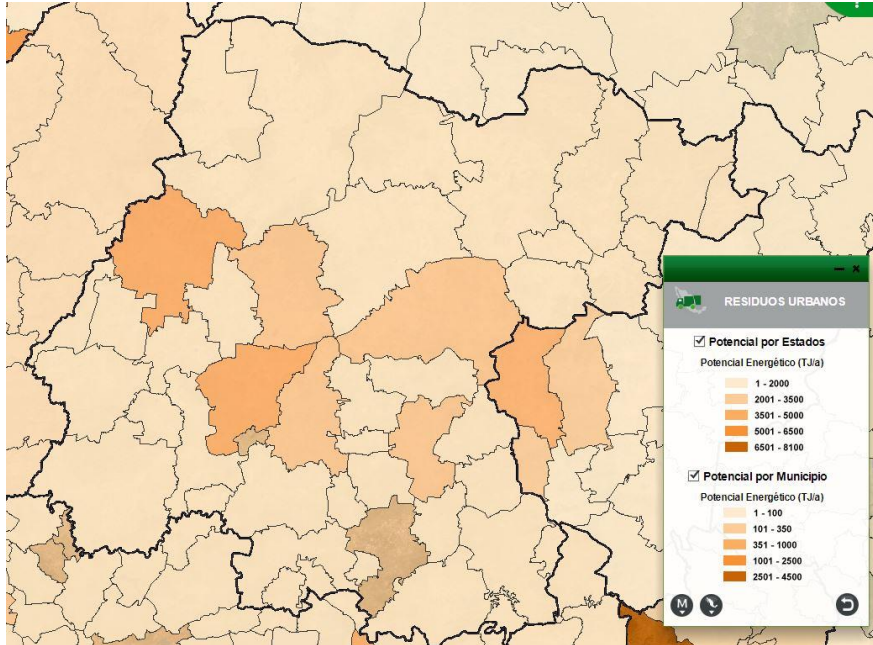 RESIDUOS URBANOS
Potencial por Estados
Potencial Energético (TJ/a)
1 - 2000
2001 - 3500
3501 - 5000
5001 - 6500
6501 - 8100
Potencial por Municipio
Potencial Energético (TJ/a)
1 - 100
101 - 350
351 - 1000
1001 - 2500
2501 - 4500
M